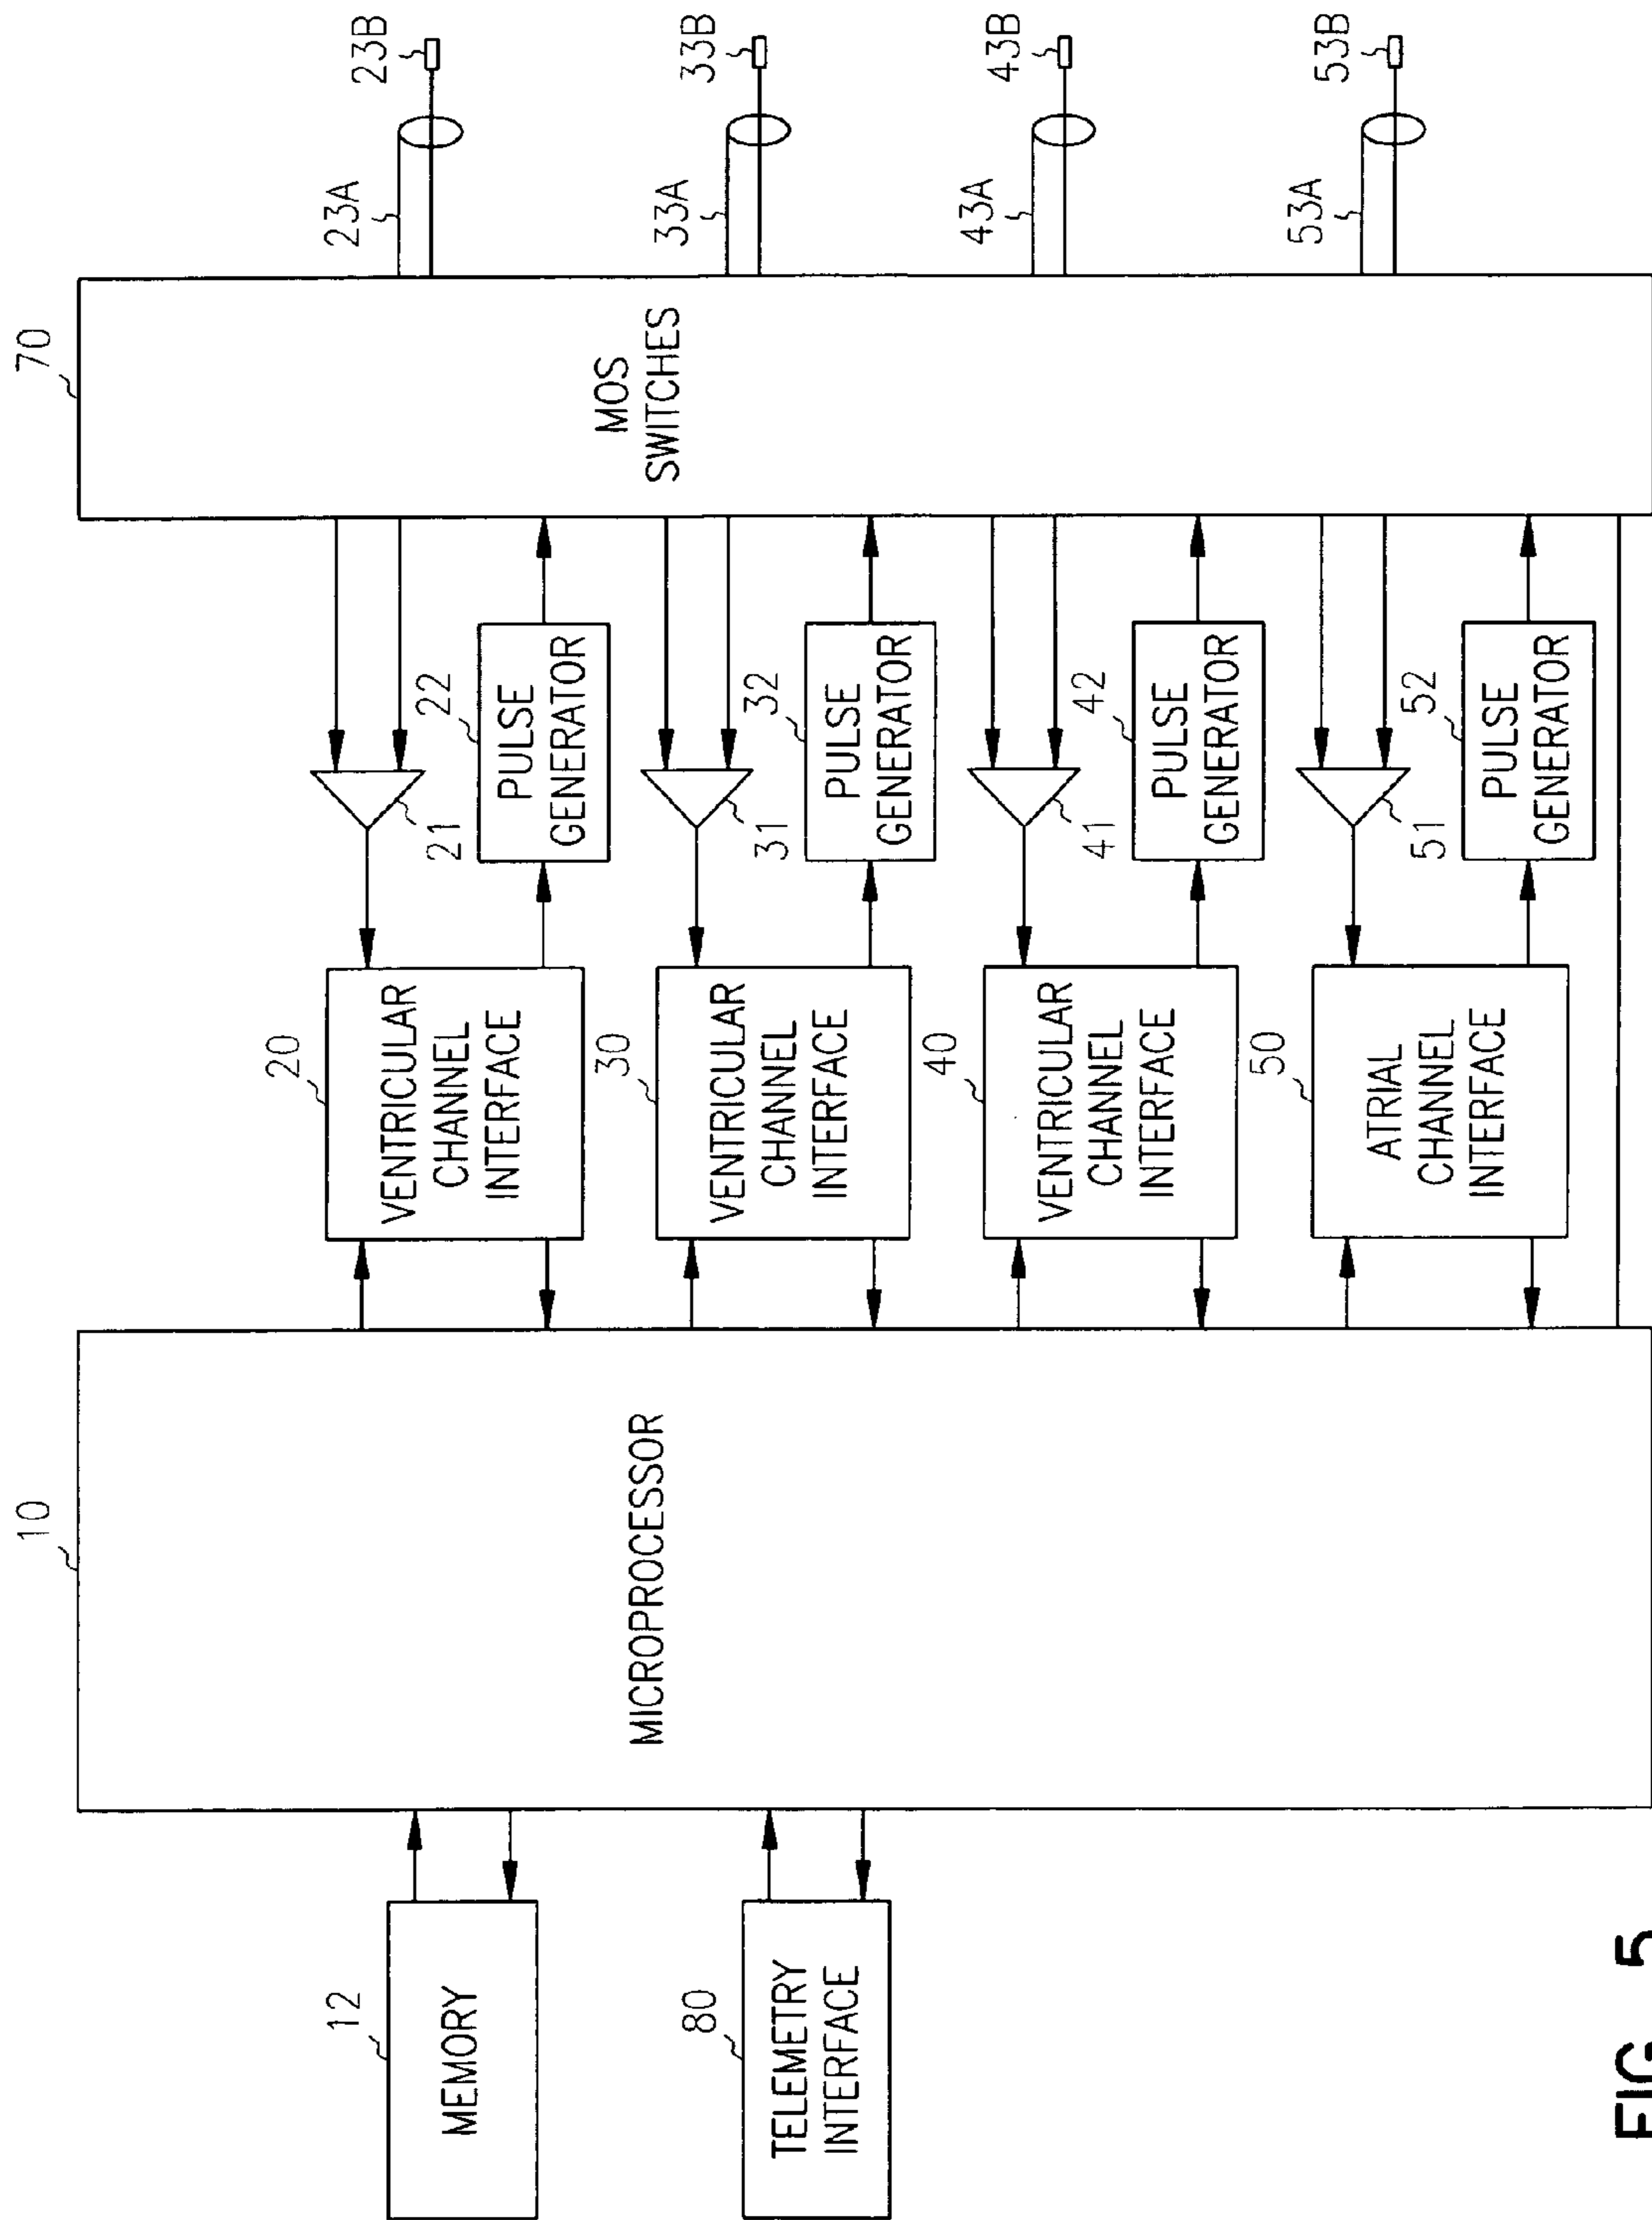 70
23A
23B
33A
33B
43A
43B
53A
53B
MOS
SWITCHES
21
22
PULSE
GENERATOR
31
32
PULSE
GENERATOR
41
42
PULSE
GENERATOR
51
52
PULSE
GENERATOR
20
VENTRICULAR
CHANNEL
INTERFACE
30
VENTRICULAR
CHANNEL
INTERFACE
40
VENTRICULAR
CHANNEL
INTERFACE
50
ATRIAL
CHANNEL
INTERFACE
10
MICROPROCESSOR
12
MEMORY
80
TELEMETRY
INTERFACE
FIG. 5